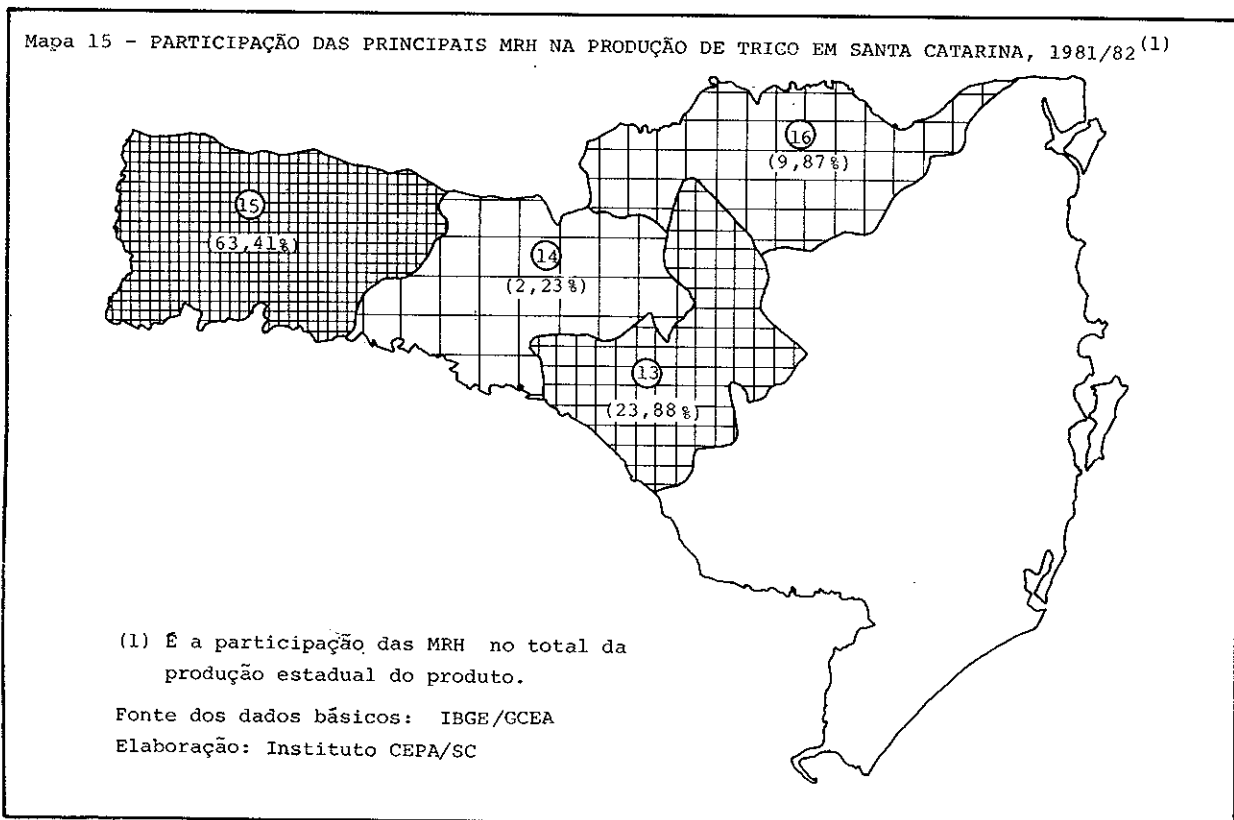 Mapa 15 - PARTICIPAÇÃO DAS PRINCIPAIS MRH NA PRODUÇÃO DE TRIGO EM SANTA CATARINA, 1981/82 (1)
16
(9,87%)
15
(63,41%)
14
(2,23%)
13
(23,88%)
(1) É a participação das MRH no total da
produção estadual do produto.
Fonte dos dados básicos: IBGE/GCEA
Elaboração: Instituto CEPA/SC